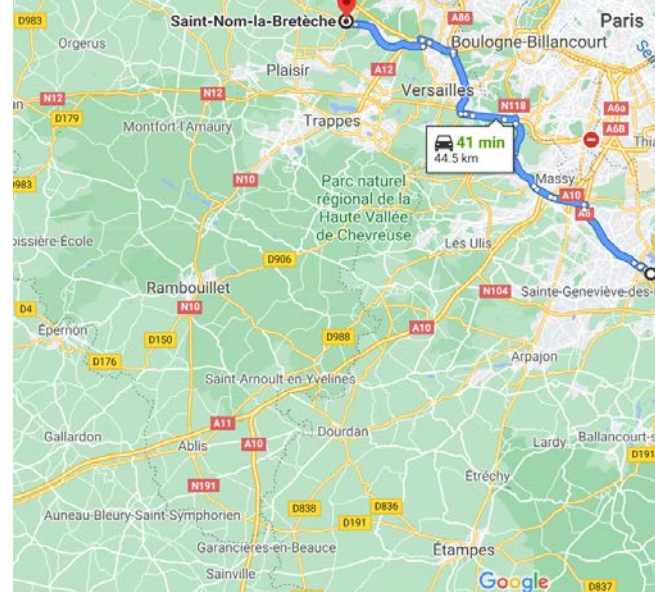 D983
Orgerus
Saint-Nom-la-Bretèche
A86
Paris
Boulogne-Billancourt
Plaisir
A12
N12
N12
Versailles
N118
A6a
A6B
D179
Montfort-l'Amaury
Trappes
41 min
44.5 km
N10
Parc naturel
régional de la
Haute Vallée
de Chevreuse
Massy
A10
A6
Les Ulis
D906
Rambouillet
N10
N104
Sainte-Geneviève-des-
D4
Épernon
D150
D988
A10
D176
Arpajon
Saint-Arnoult-en-Yvelines
A11
Gallardon
Ablis
A10
Dourdan
Lardy
Ballancourt-s
D191
N191
Étréchy
Auneau-Bleury-Saint-Symphorien
D838
D836
D191
Garancières-en-Beauce
Étampes
Sainville
Google
D837